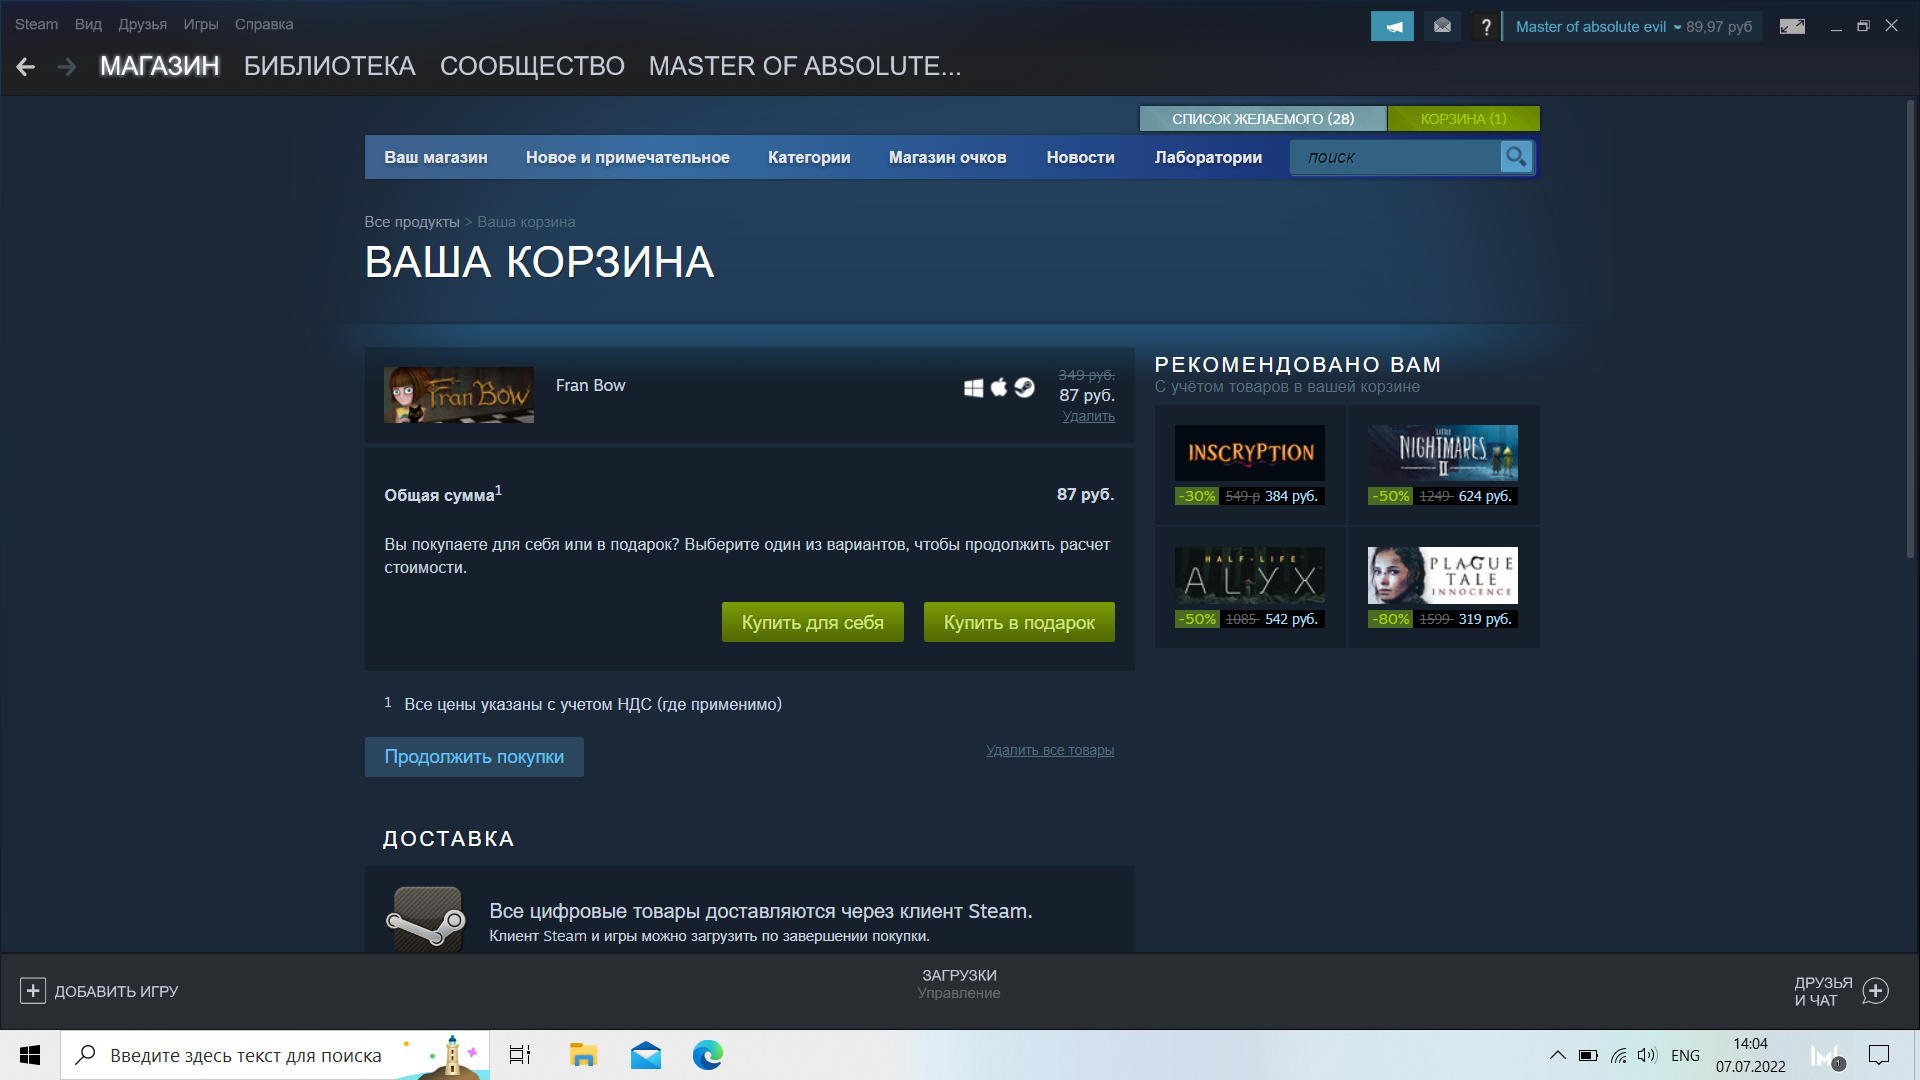 Steam Вид Друзья Игры Справка
Master of absolute evil 89,97 руб
МАГАЗИН БИБЛИОТЕКА СООБЩЕСТВО MASTER OF ABSOLUTE...
СПИСОК ЖЕЛАЕМОГО (28) КОРЗИНА (1)
Ваш магазин Новое и примечательное Категории Магазин очков Новости Лаборатории поиск
Все продукты > Ваша корзина
ВАША КОРЗИНА
Fran Bow
Fran Bow
349 руб.
87 руб.
Удалить
Общая сумма1 87 руб.
Вы покупаете для себя или в подарок? Выберите один из вариантов, чтобы продолжить расчет
стоимости.
Купить для себя Купить в подарок
1 Все цены указаны с учетом НДС (где применимо)
Продолжить покупки Удалить все товары
РЕКОМЕНДОВАНО ВАМ
С учётом товаров в вашей корзине
INSCRYPTION
-30% 549 р 384 руб.
LITTLE
NIGHTMARES
II
-50% 1249 624 руб.
HALF-LIFE
ALYX
-50% 1085 542 руб.
PLAGUE
TALE
INNOCENCE
-80% 1599 319 руб.
ДОСТАВКА
Все цифровые товары доставляются через клиент Steam.
Клиент Steam и игры можно загрузить по завершении покупки.
ДОБАВИТЬ ИГРУ
ЗАГРУЗКИ
Управление
ДРУЗЬЯ
И ЧАТ
Введите здесь текст для поиска
ENG
14:04
07.07.2022
1